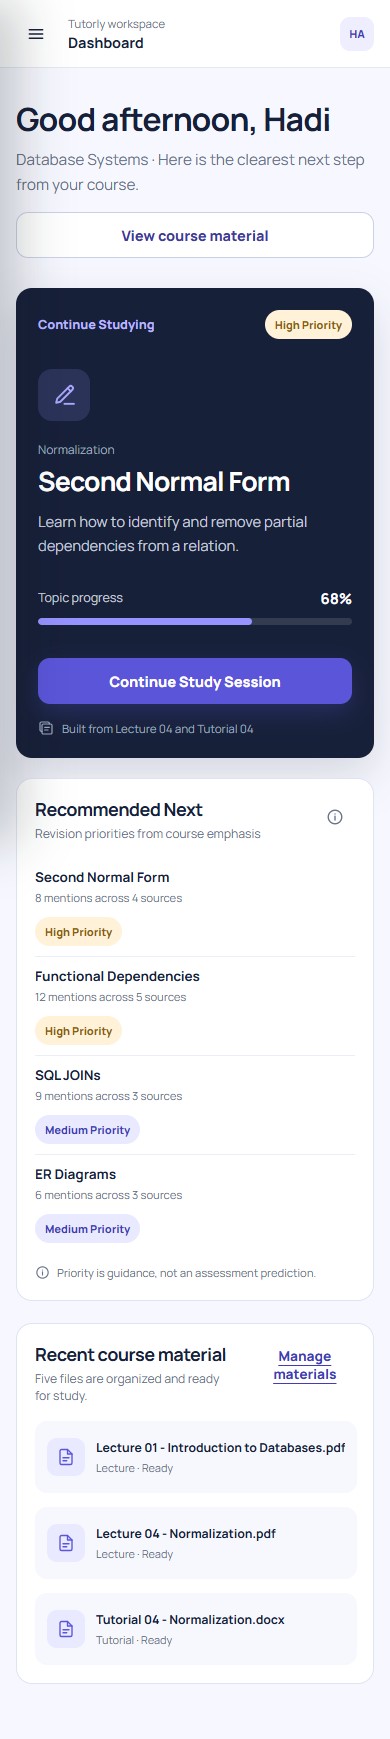 Tutorly workspace
Dashboard
HA
Good afternoon, Hadi
Database Systems · Here is the clearest next step
from your course.
View course material
Continue Studying
High Priority
Normalization
Second Normal Form
Learn how to identify and remove partial
dependencies from a relation.
Topic progress
68%
Continue Study Session
Built from Lecture 04 and Tutorial 04
Recommended Next
Revision priorities from course emphasis
Second Normal Form
8 mentions across 4 sources
High Priority
Functional Dependencies
12 mentions across 5 sources
High Priority
SQL JOINs
9 mentions across 3 sources
Medium Priority
ER Diagrams
6 mentions across 3 sources
Medium Priority
Priority is guidance, not an assessment prediction.
Recent course material
Manage
materials
Five files are organized and ready
for study.
Lecture 01 - Introduction to Databases.pdf
Lecture · Ready
Lecture 04 - Normalization.pdf
Lecture · Ready
Tutorial 04 - Normalization.docx
Tutorial · Ready